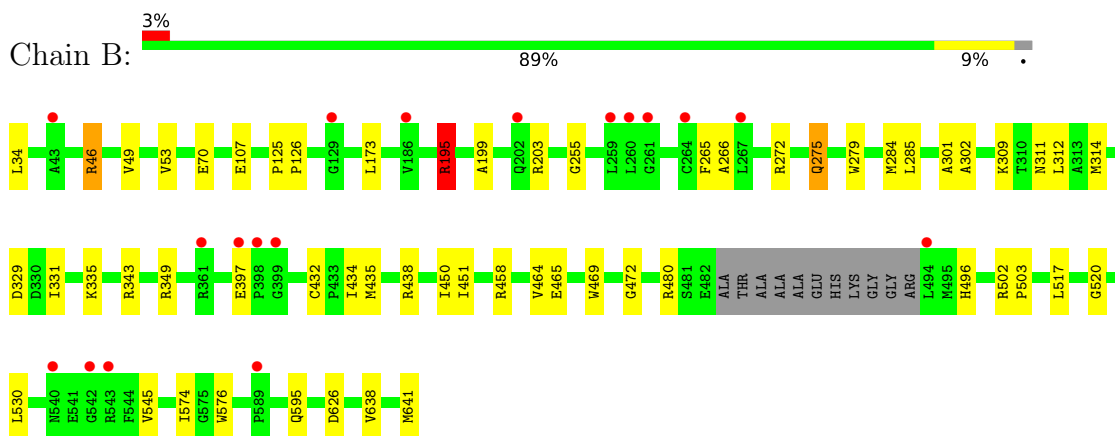 3%
Chain B:
89% 9% •
L34 A43 R46 V49 V53 E70 E107 P125 P126 G129 L173 V186 R195 A199 Q202 R203 G255 L259 L260 G261 C264 F265 A266 L267 R272 Q275 W279 M284 L285 A301 A302 K309 T310 N311 L312 A313 M314
D329 D330 I331 K335 R343 R349 R361 E397 P398 G399 C432 P433 I434 M435 R438 I450 I451 R458 V464 E465 W469 G472 R480 S481 E482 ALA THR ALA ALA ALA GLU HIS LYS GLY GLY ARG L494 M495 H496 R502 P503 L517 G520
L530 N540 E541 G542 R543 F544 V545 I574 G575 W576 P589 Q595 D626 V638 M641